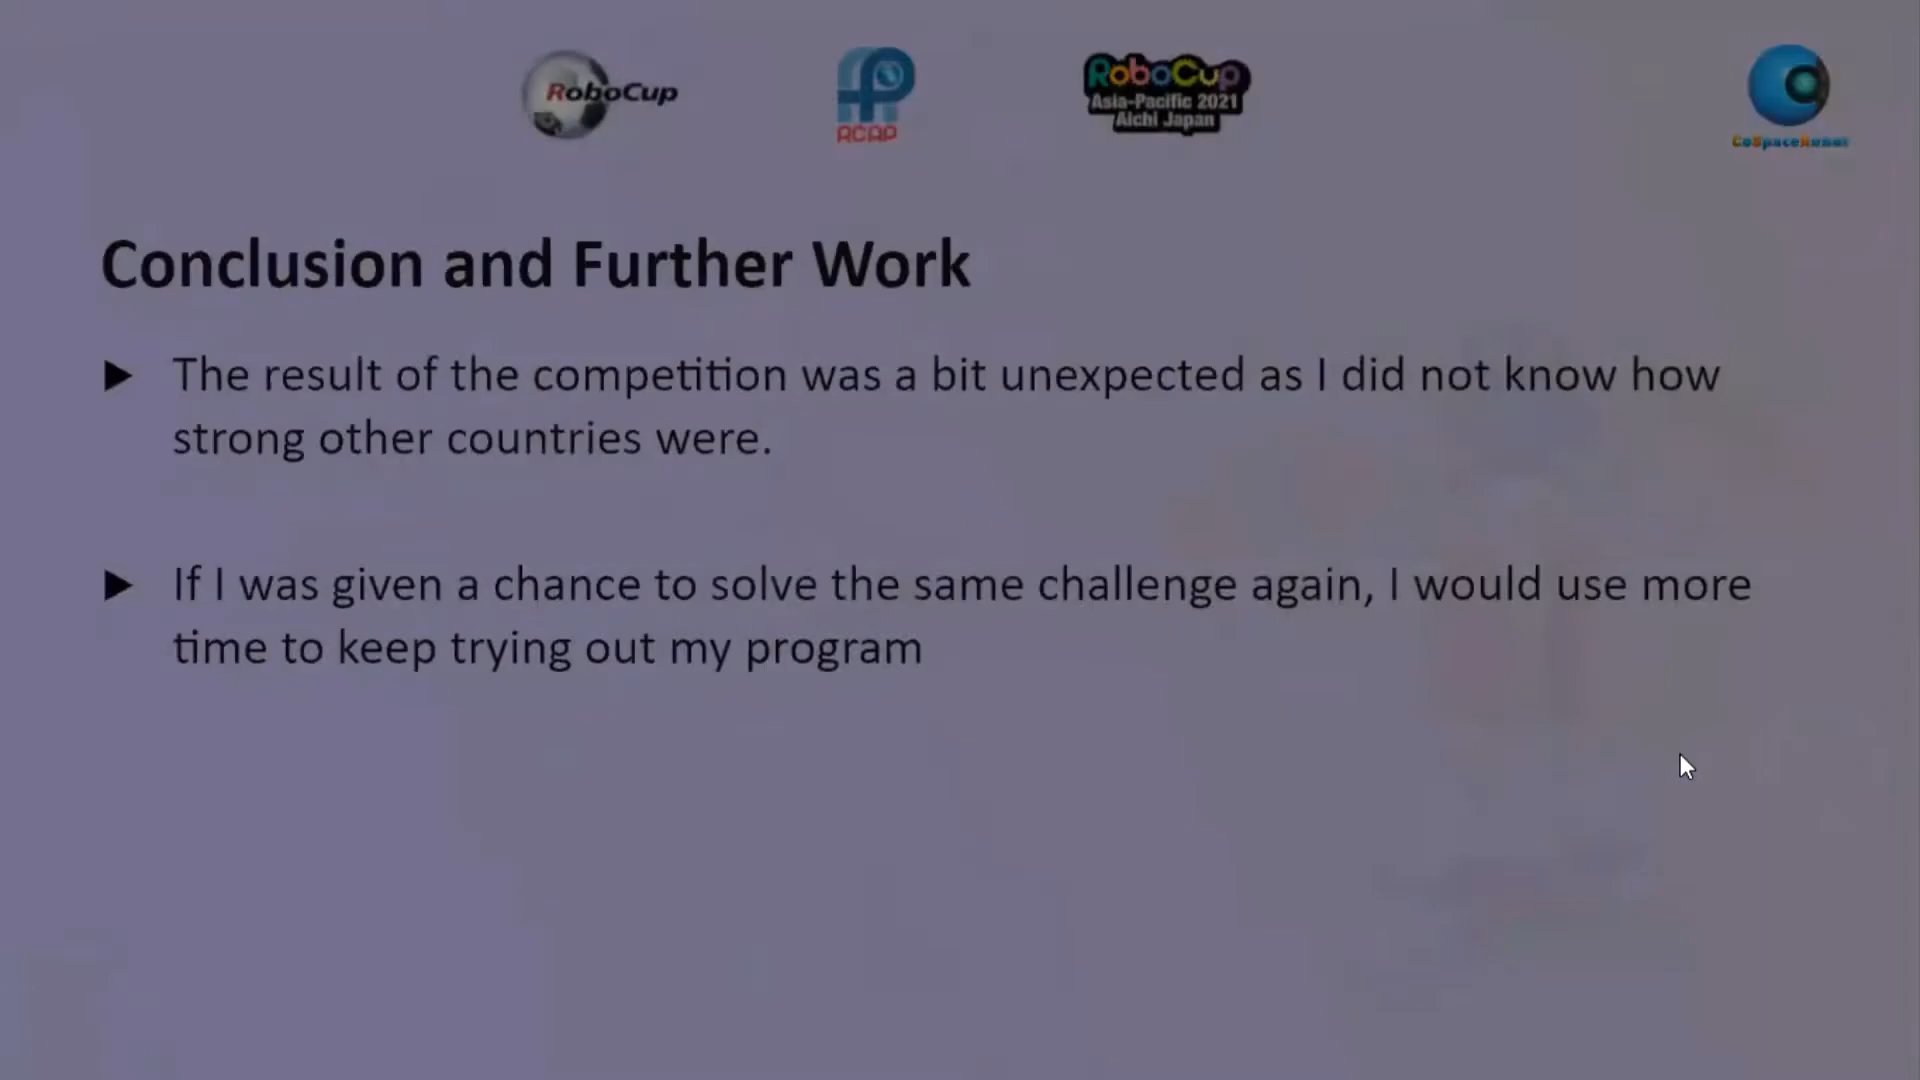 RoboCup
RCAP
RoboCup
Asia-Pacific 2021
Aichi Japan
CoSpaceRobot
Conclusion and Further Work
The result of the competition was a bit unexpected as I did not know how
strong other countries were.
If I was given a chance to solve the same challenge again, I would use more
time to keep trying out my program